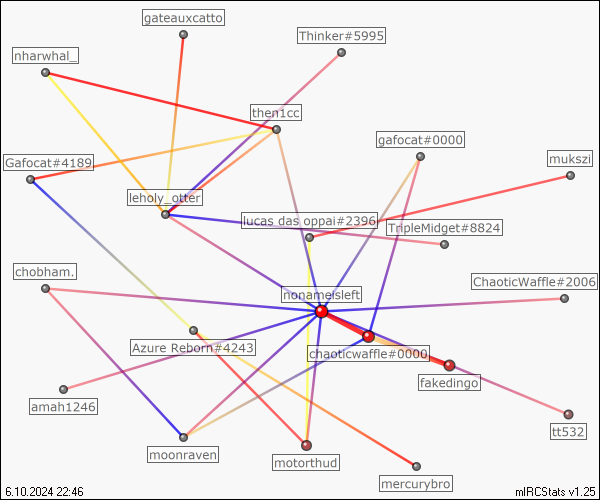 gateauxcatto
Thinker#5995
nharwhal_
then1cc
gafocat#0000
mukszi
Gafocat#4189
leholy_otter
lucas das oppai#2396
TripleMidget#8824
chobham.
ChaoticWaffle#2006
nonameisleft
Azure Reborn#4243
chaoticwaffle#0000
fakedingo
amah1246
tt532
moonraven
motorthud
mercurybro
6.10.2024 22:46
mIRCStats v1.25